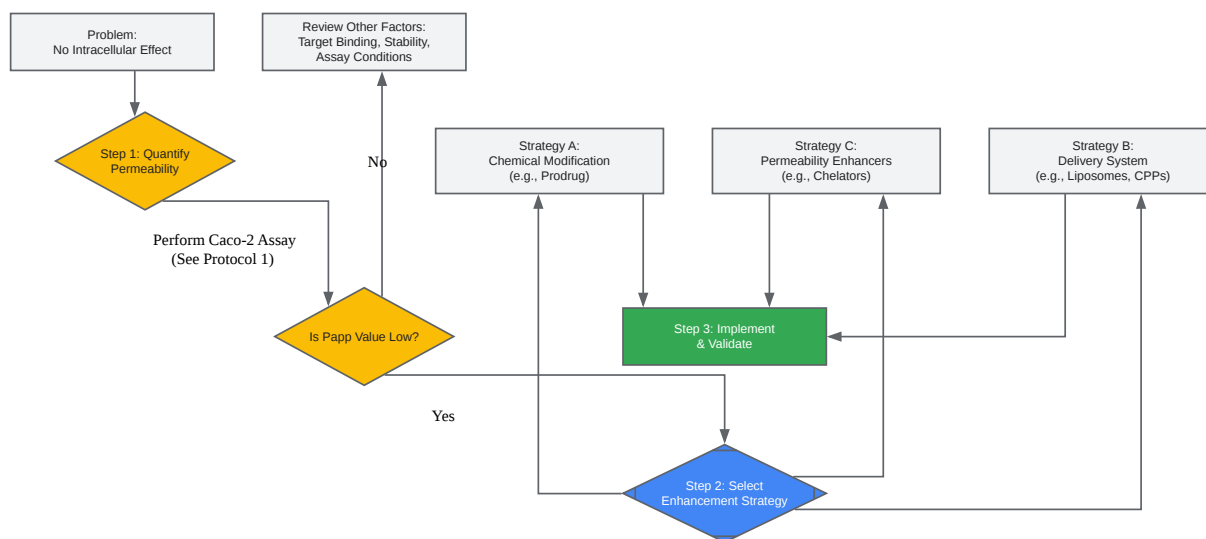 Problem:
No Intracellular Effect
Review Other Factors:
Target Binding, Stability,
Assay Conditions
Step 1: Quantify
Permeability
No
Strategy A:
Chemical Modification
(e.g., Prodrug)
Strategy C:
Permeability Enhancers
(e.g., Chelators)
Strategy B:
Delivery System
(e.g., Liposomes, CPPs)
Perform Caco-2 Assay
(See Protocol 1)
Is Papp Value Low?
Step 3: Implement
& Validate
Yes
Step 2: Select
Enhancement Strategy